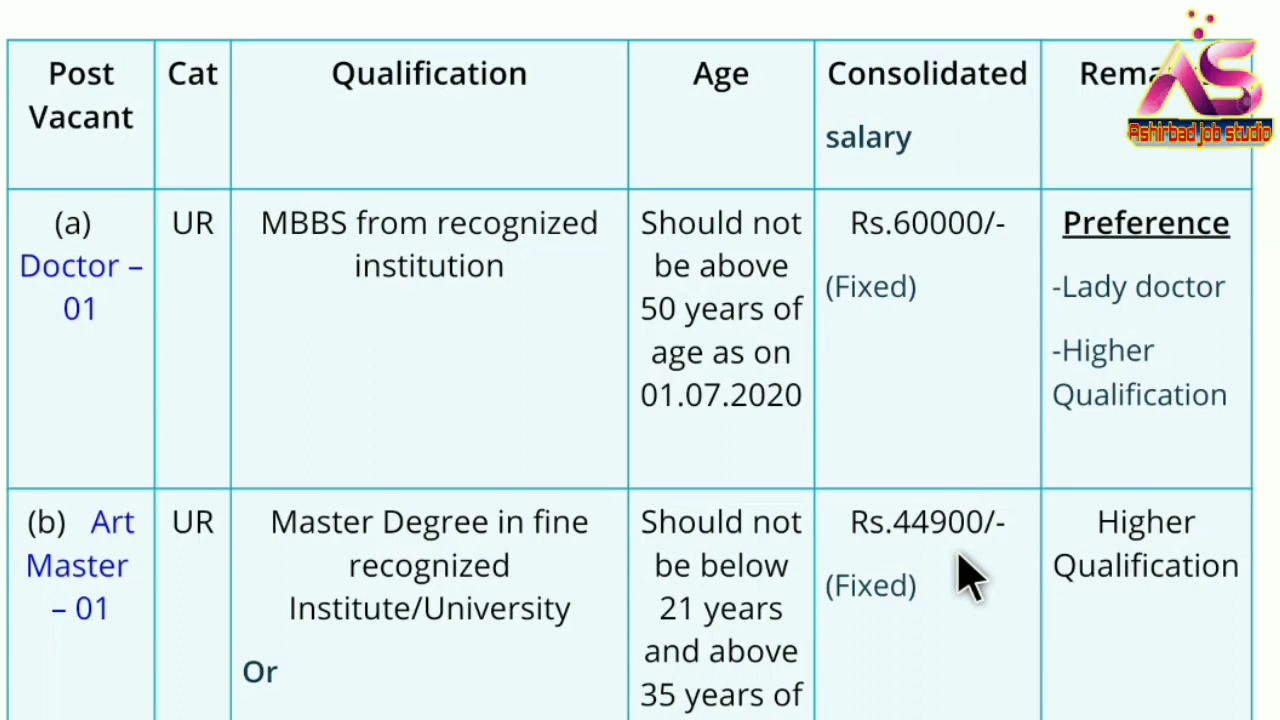 Post Vacant
Cat
Qualification
Age
Consolidated
salary
Ashirbad job studio
(a)
Doctor –
01
UR
MBBS from recognized
institution
Should not
be above
50 years of
age as on
01.07.2020
Rs.60000/-
(Fixed)
Preference
-Lady doctor
-Higher
Qualification
(b) Art
Master
– 01
UR
Master Degree in fine
recognized
Institute/University
Or
Should not
be below
21 years
and above
35 years of
Rs.44900/-
(Fixed)
Higher
Qualification